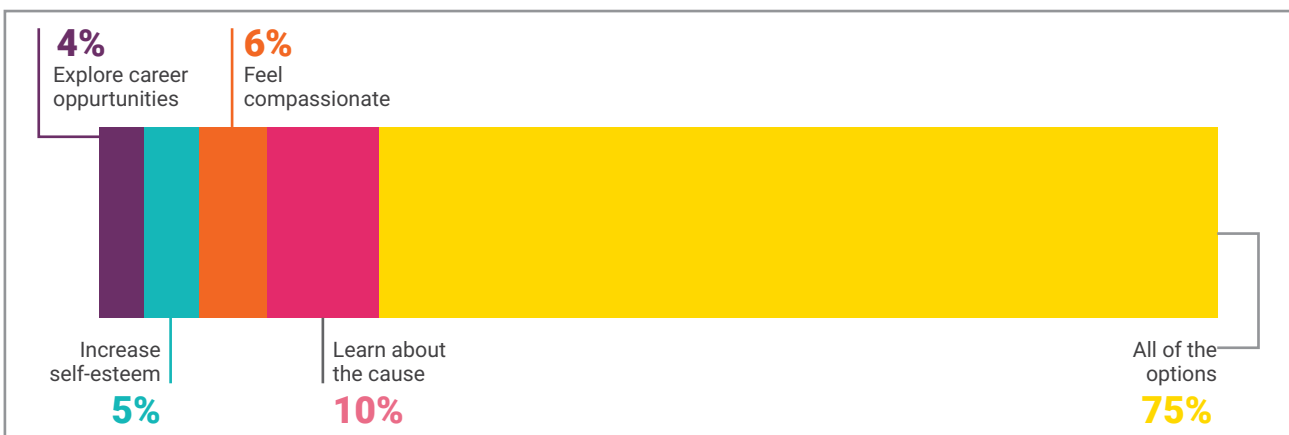 4%
Explore career
oppurtunities
6%
Feel
compassionate
Increase
self-esteem
5%
Learn about
the cause
10%
All of the
options
75%